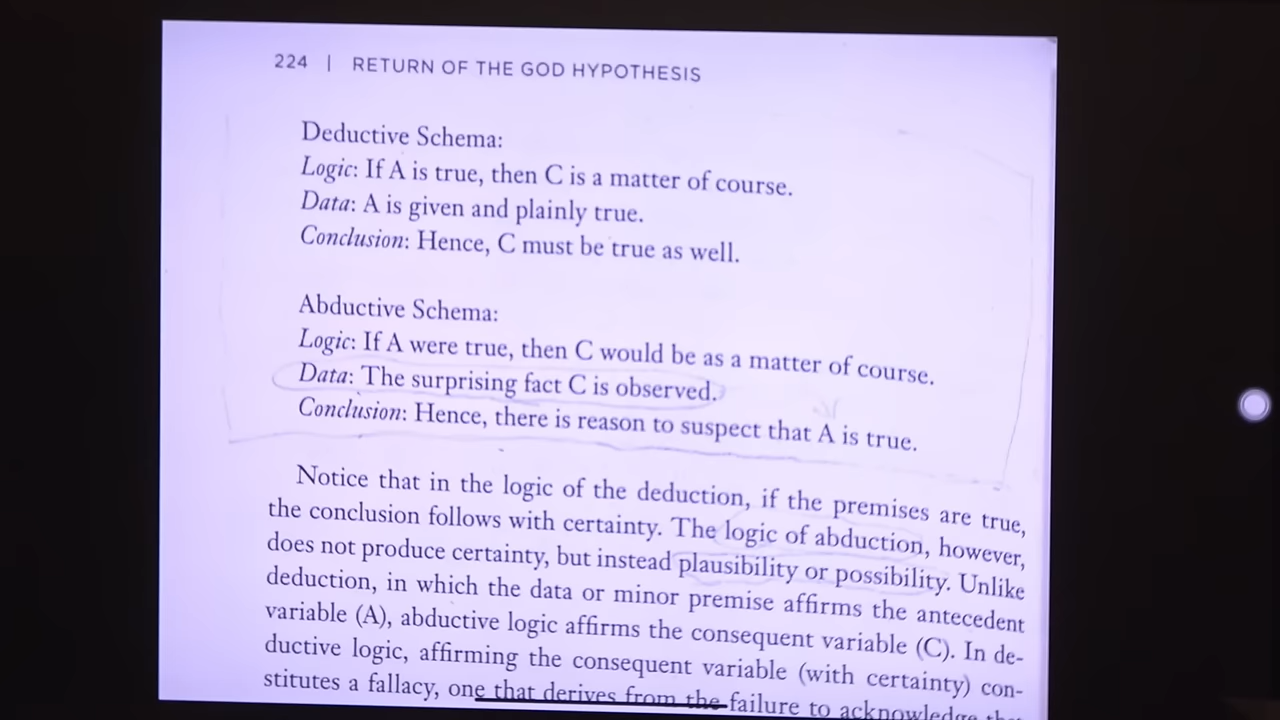 224 | RETURN OF THE GOD HYPOTHESIS
Deductive Schema:
Logic: If A is true, then C is a matter of course.
Data: A is given and plainly true.
Conclusion: Hence, C must be true as well.
Abductive Schema:
Logic: If A were true, then C would be as a matter of course.
Data: The surprising fact C is observed.
Conclusion: Hence, there is reason to suspect that A is true.
Notice that in the logic of the deduction, if the premises are true,
the conclusion follows with certainty. The logic of abduction, however,
does not produce certainty, but instead plausibility or possibility. Unlike
deduction, in which the data or minor premise affirms the antecedent
variable (A), abductive logic affirms the consequent variable (C). In de-
ductive logic, affirming the consequent variable (with certainty) con-
stitutes a fallacy, one that derives from the failure to acknowledge